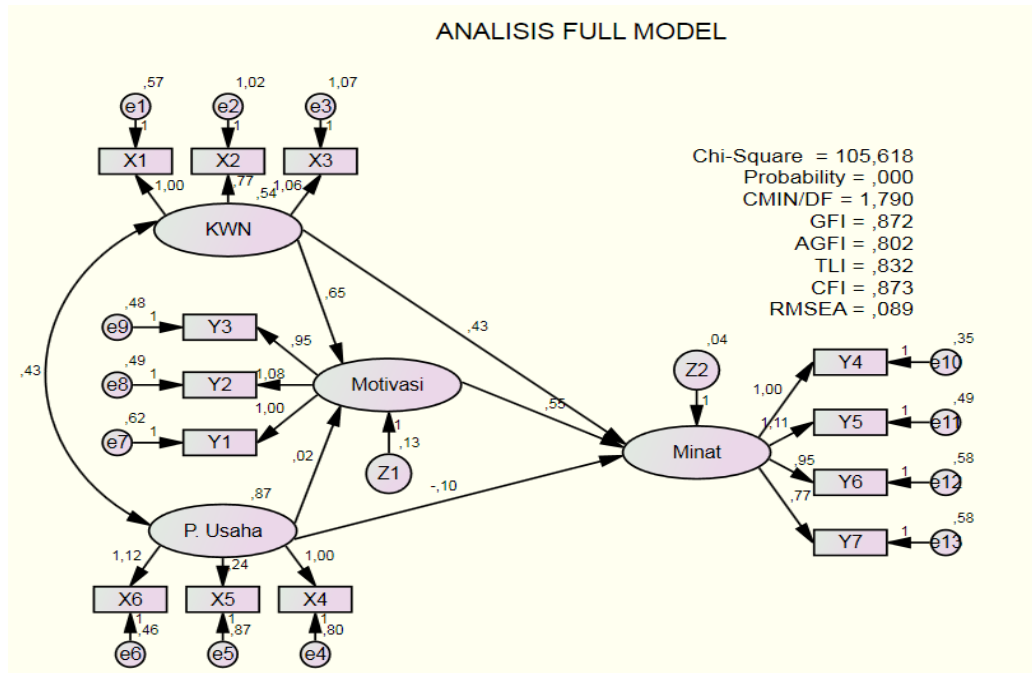 ANALISIS FULL MODEL
,57
1,02
1,07
e1
e2
e3
1
1
1
X1
X2
X3
1,00
,77
1,06
,54
KWN
Chi-Square = 105,618
Probability = ,000
CMIN/DF = 1,790
GFI = ,872
AGFI = ,802
TLI = ,832
CFI = ,873
RMSEA = ,089
,65
,43
,43
,48
e9
1
Y3
,95
,49
e8
1
Y2
1,08
Motivasi
,62
e7
1
Y1
1,00
,55
1
,13
Z1
,04
Z2
1
Minat
1,00
Y4
1
e10
,35
1,11
Y5
1
e11
,49
,95
Y6
1
e12
,58
,77
Y7
1
e13
,58
,02
-,10
,87
P. Usaha
1,12
,24
1,00
X6
X5
X4
1
1
1
,46
,87
,80
e6
e5
e4